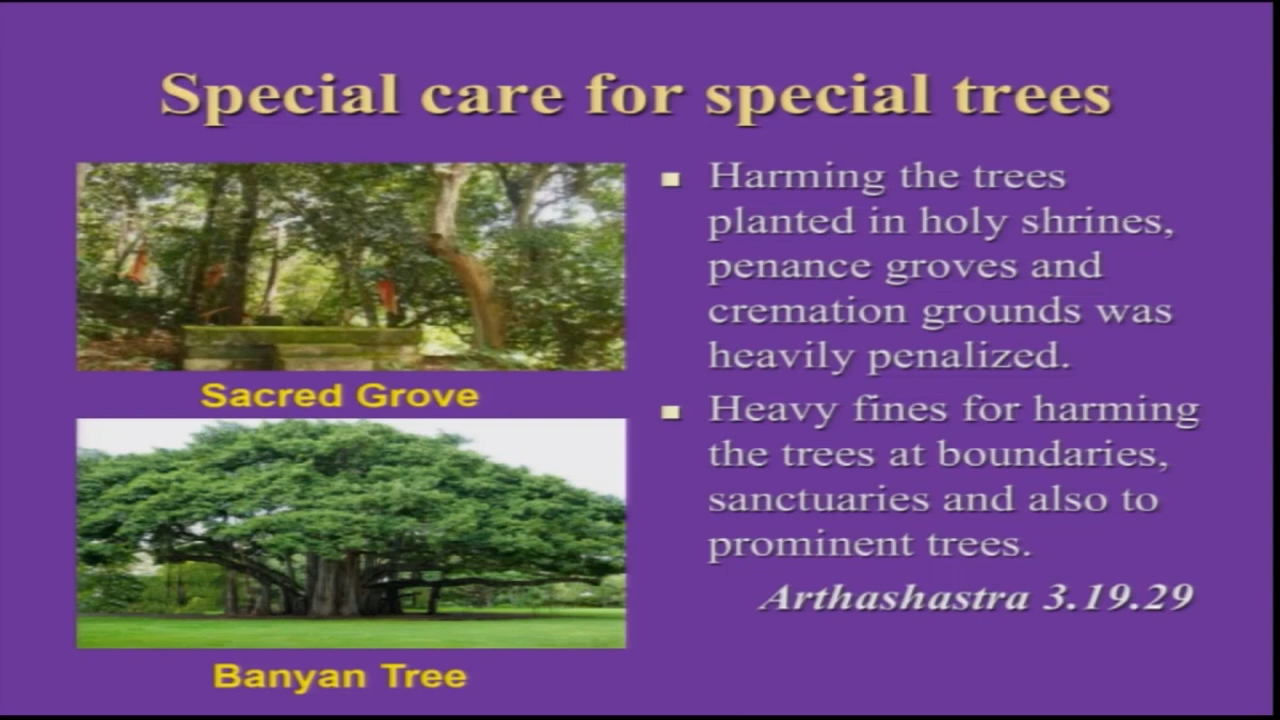 Special care for special trees
Sacred Grove
Banyan Tree
■ Harming the trees
planted in holy shrines,
penance groves and
cremation grounds was
heavily penalized.
■ Heavy fines for harming
the trees at boundaries,
sanctuaries and also to
prominent trees.
Arthashastra 3.19.29